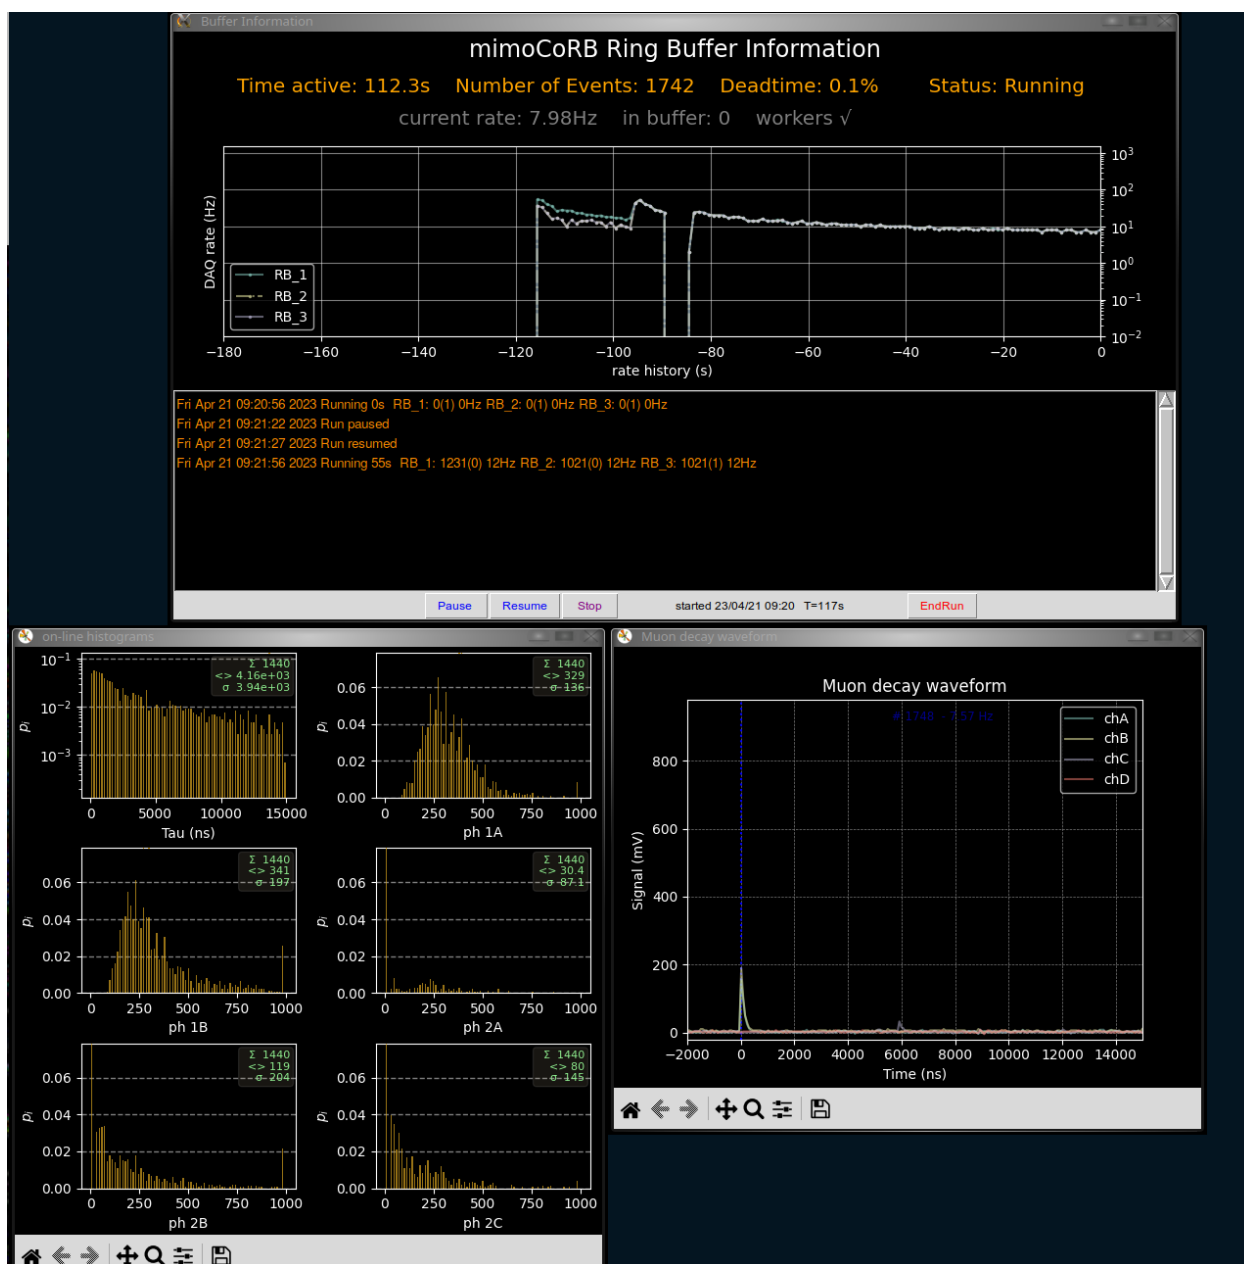 Buffer Information
mimoCoRB Ring Buffer Information
Time active: 112.3s Number of Events: 1742 Deadtime: 0.1% Status: Running
current rate: 7.98Hz in buffer: 0 workers √
DAQ rate (Hz)
10³
10²
10¹
10⁰
10⁻¹
10⁻²
RB_1
RB_2
RB_3
−180 −160 −140 −120 −100 −80 −60 −40 −20 0
rate history (s)
Fri Apr 21 09:20:56 2023 Running 0s RB_1: 0(1) 0Hz RB_2: 0(1) 0Hz RB_3: 0(1) 0Hz
Fri Apr 21 09:21:22 2023 Run paused
Fri Apr 21 09:21:27 2023 Run resumed
Fri Apr 21 09:21:56 2023 Running 55s RB_1: 1231(0) 12Hz RB_2: 1021(0) 12Hz RB_3: 1021(1) 12Hz
Pause Resume Stop started 23/04/21 09:20 T=117s EndRun
on-line histograms
10⁻¹
10⁻²
10⁻³
pᵢ
Σ 1440
<> 4.16e+03
σ 3.94e+03
0 5000 10000 15000
Tau (ns)
0.06
0.04
0.02
0.00
Σ 1440
<> 329
σ 136
0 250 500 750 1000
ph 1A
0.06
0.04
0.02
0.00
pᵢ
Σ 1440
<> 341
σ 197
0 250 500 750 1000
ph 1B
0.06
0.04
0.02
0.00
pᵢ
Σ 1440
<> 30.4
σ 87.1
0 250 500 750 1000
ph 2A
0.06
0.04
0.02
0.00
pᵢ
Σ 1440
<> 119
σ 204
0 250 500 750 1000
ph 2B
0.06
0.04
0.02
0.00
pᵢ
Σ 1440
<> 80
σ 145
0 250 500 750 1000
ph 2C
Muon decay waveform
Muon decay waveform
# 1748
Hz
chA
chB
chC
chD
Signal (mV)
800
600
400
200
0
−2000 0 2000 4000 6000 8000 10000 12000 14000
Time (ns)